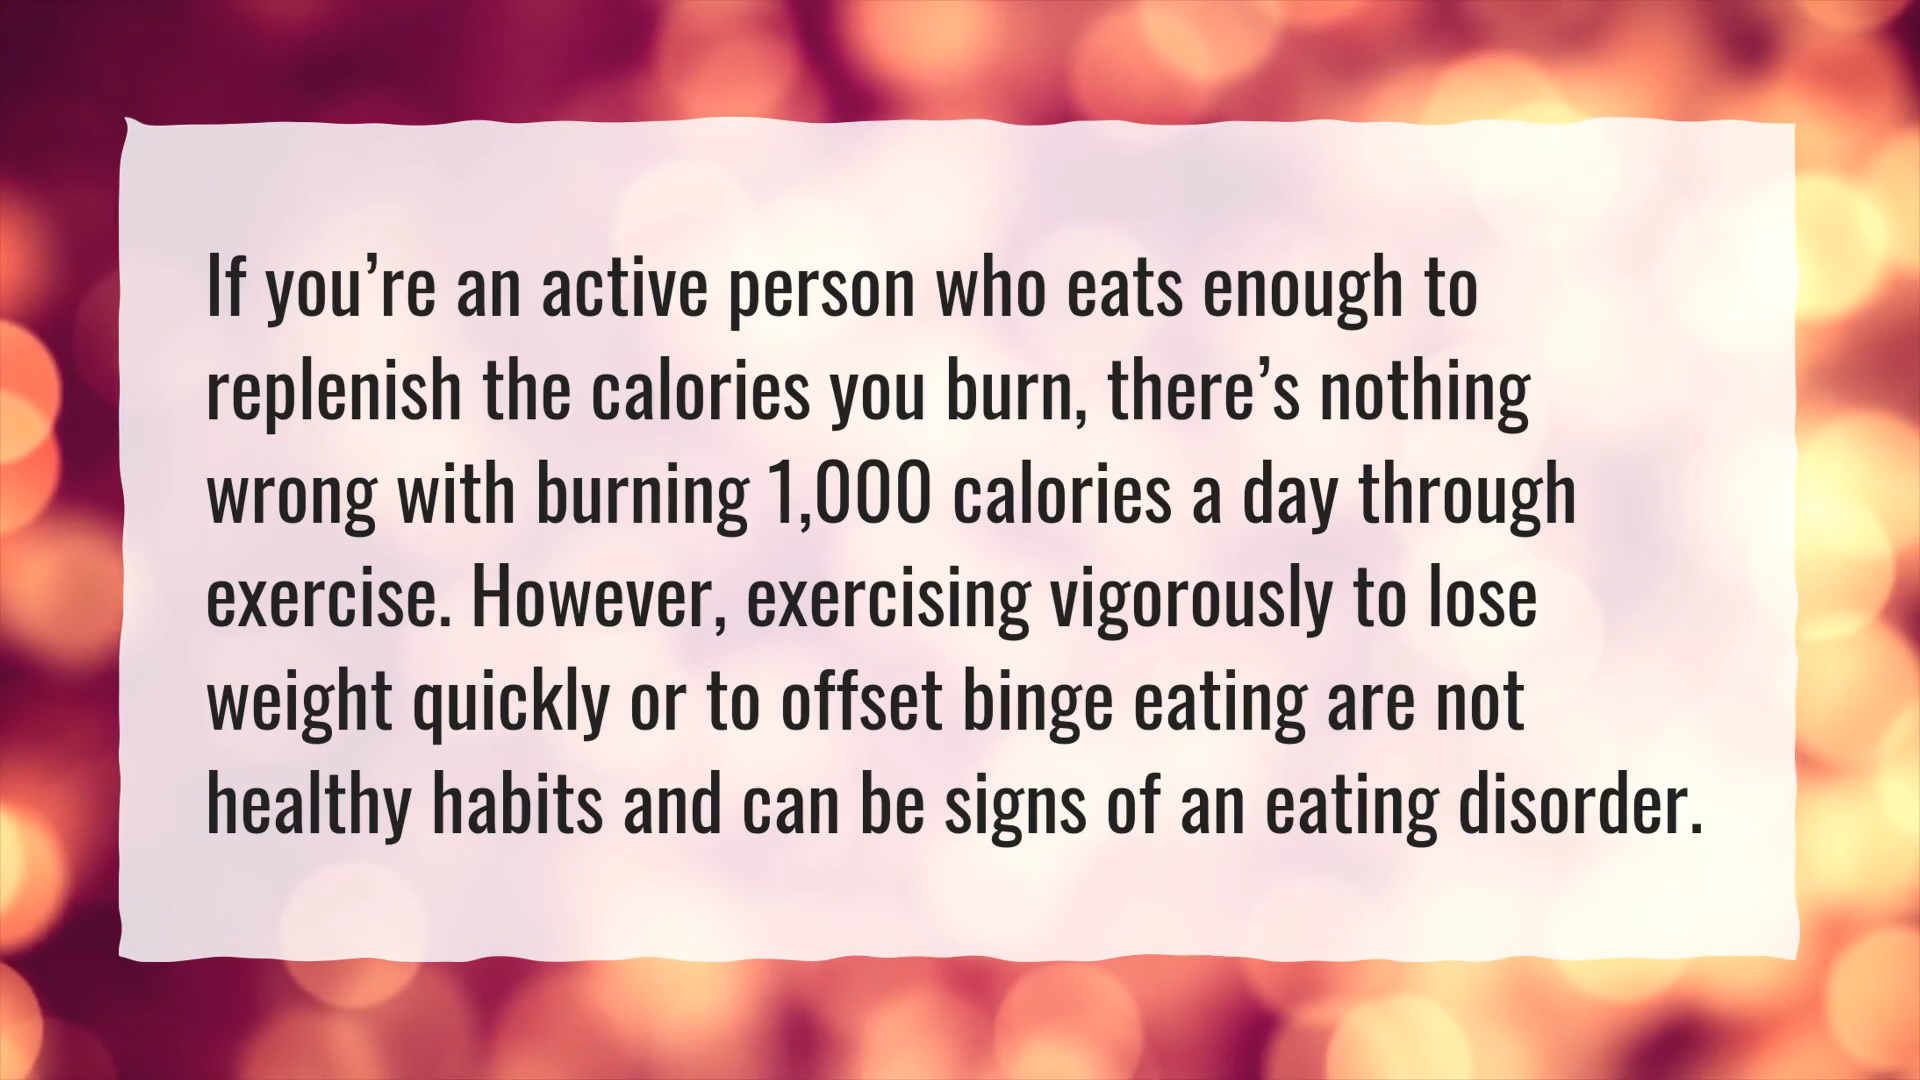 If you’re an active person who eats enough to
replenish the calories you burn, there’s nothing
wrong with burning 1,000 calories a day through
exercise. However, exercising vigorously to lose
weight quickly or to offset binge eating are not
healthy habits and can be signs of an eating disorder.